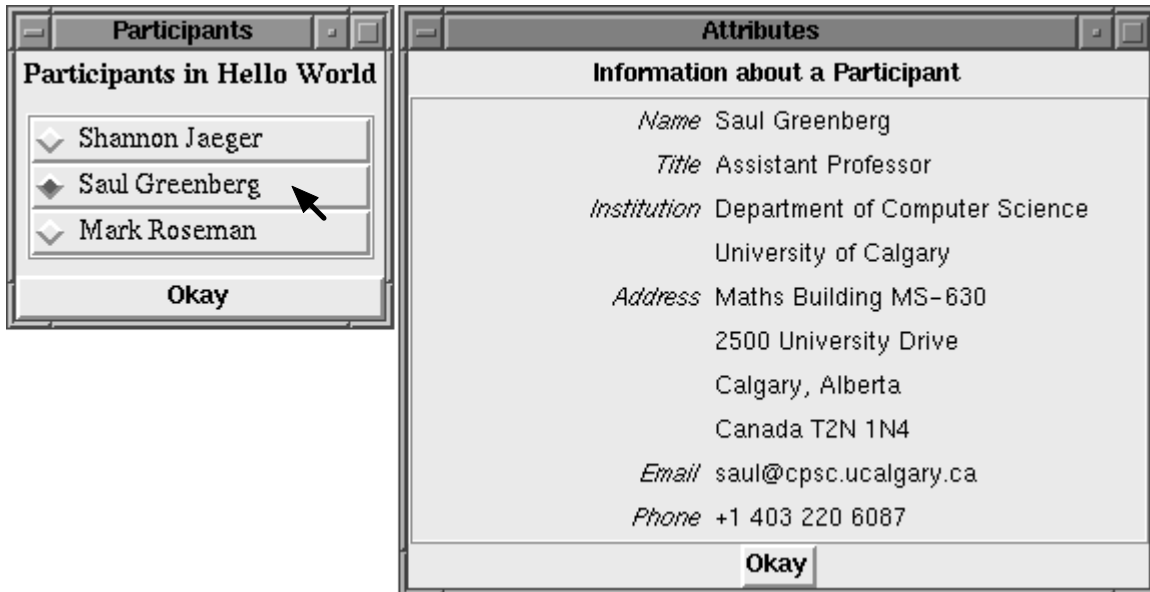 Participants
Participants in Hello World
Shannon Jaeger
Saul Greenberg
Mark Roseman
Okay
Attributes
Information about a Participant
Name Saul Greenberg
Title Assistant Professor
Institution Department of Computer Science
University of Calgary
Address Maths Building MS-630
2500 University Drive
Calgary, Alberta
Canada T2N 1N4
Email saul@cpsc.ucalgary.ca
Phone +1 403 220 6087
Okay